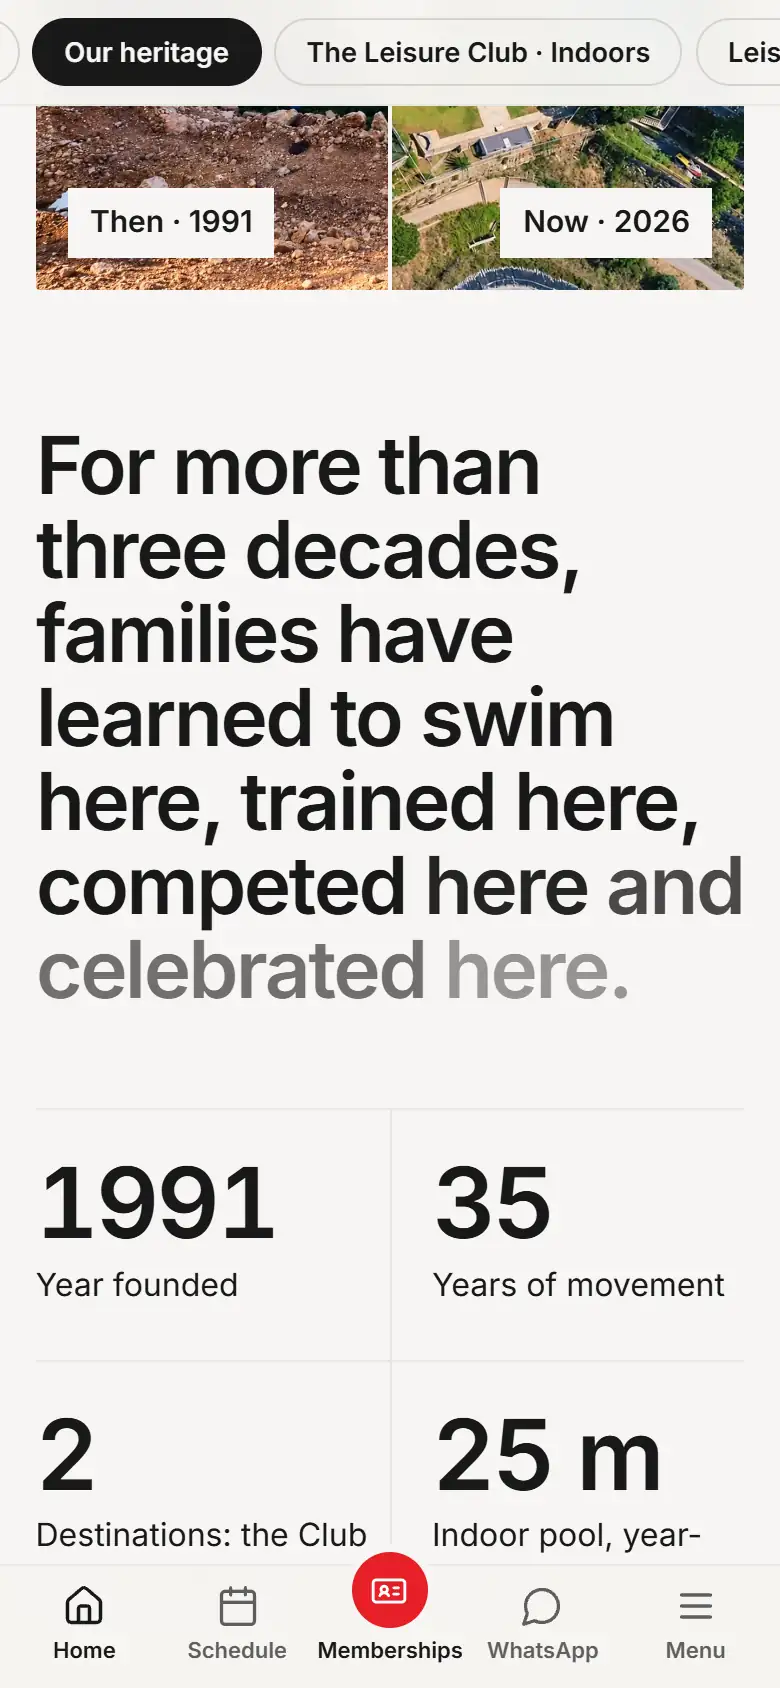 Our heritage
The Leisure Club · Indoors
Leis
Then · 1991
Now · 2026
For more than
three decades,
families have
learned to swim
here, trained here,
competed here and
celebrated here.
1991
Year founded
35
Years of movement
2
Destinations: the Club
25 m
Indoor pool, year-
Home
Schedule
Memberships
WhatsApp
Menu